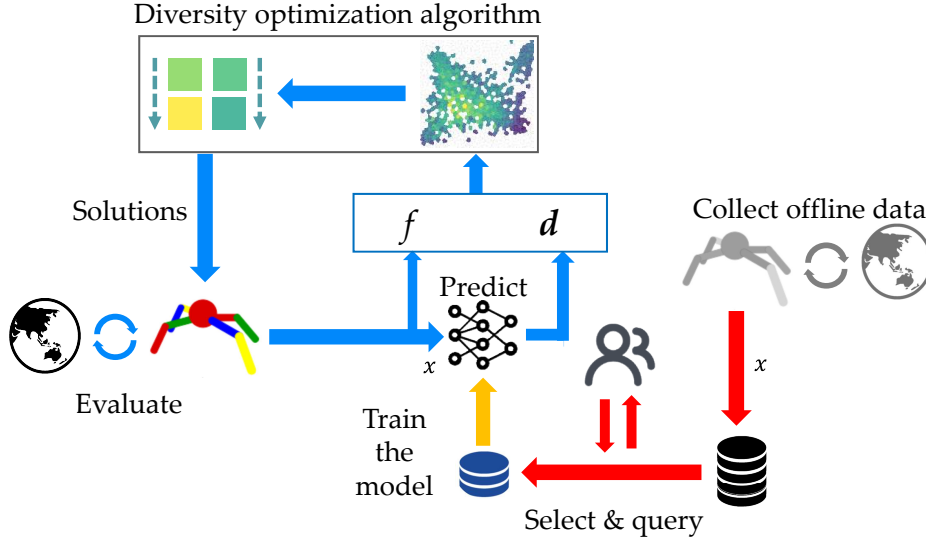 Diversity optimization algorithm
Solutions
f d
Collect offline data
Predict
x
x
Evaluate
Train
the
model
Select & query